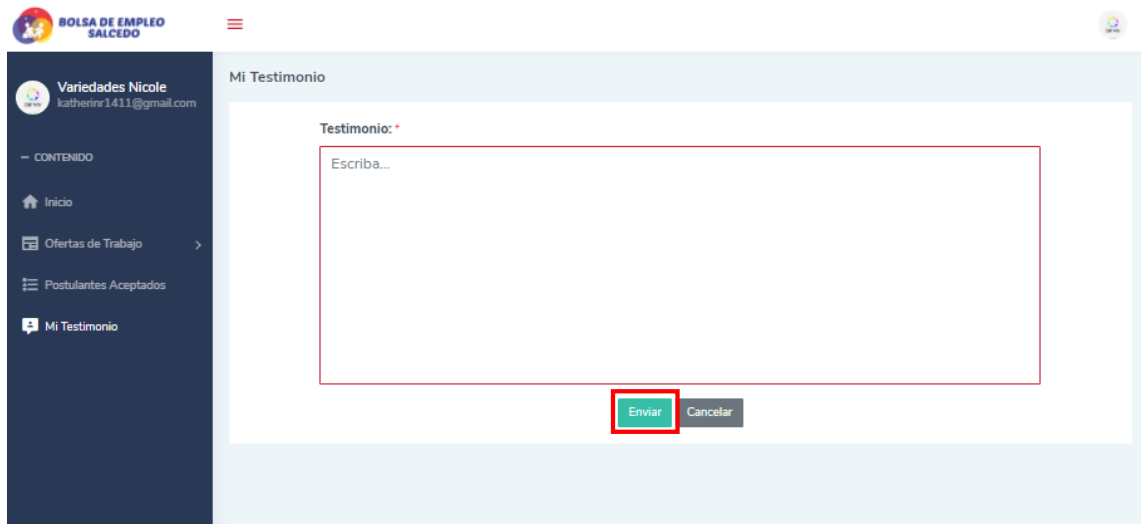 BOLSA DE EMPLEO
SALCEDO
Variedades Nicole
katherinr1411@gmail.com
— CONTENIDO
Inicio
Ofertas de Trabajo
Postulantes Aceptados
Mi Testimonio
Mi Testimonio
Testimonio: *
Escriba...
Enviar
Cancelar